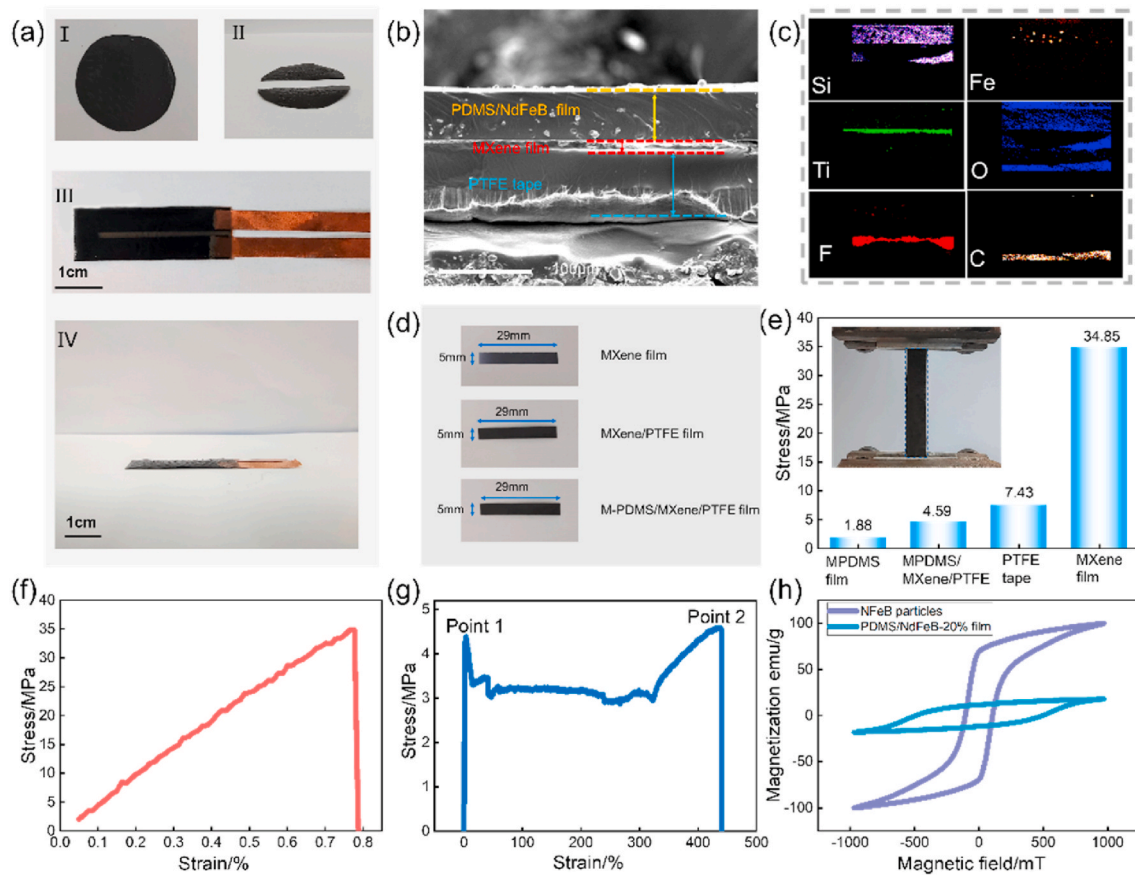 (a)
I
II
III
1cm
IV
1cm
(b)
PDMS/NdFeB film
MXene film
PTFE tape
100μm
(c)
Si
Fe
Ti
O
F
C
(d)
29mm
5mm
MXene film
29mm
5mm
MXene/PTFE film
29mm
5mm
M-PDMS/MXene/PTFE film
(e)
Stress/MPa
40
35
30
25
20
15
10
5
0
1.88
4.59
7.43
34.85
MPDMS
film
MPDMS/
MXene/PTFE
PTFE
tape
MXene
film
(f)
Stress/MPa
40
35
30
25
20
15
10
5
0
0.0 0.1 0.2 0.3 0.4 0.5 0.6 0.7 0.8
Strain/%
(g)
Stress/MPa
5
4
3
2
1
0
Point 1
Point 2
0 100 200 300 400 500
Strain/%
(h)
NFeB particles
PDMS/NdFeB-20% film
Magnetization emu/g
100
50
0
-50
-100
-1000 -500 0 500 1000
Magnetic field/mT